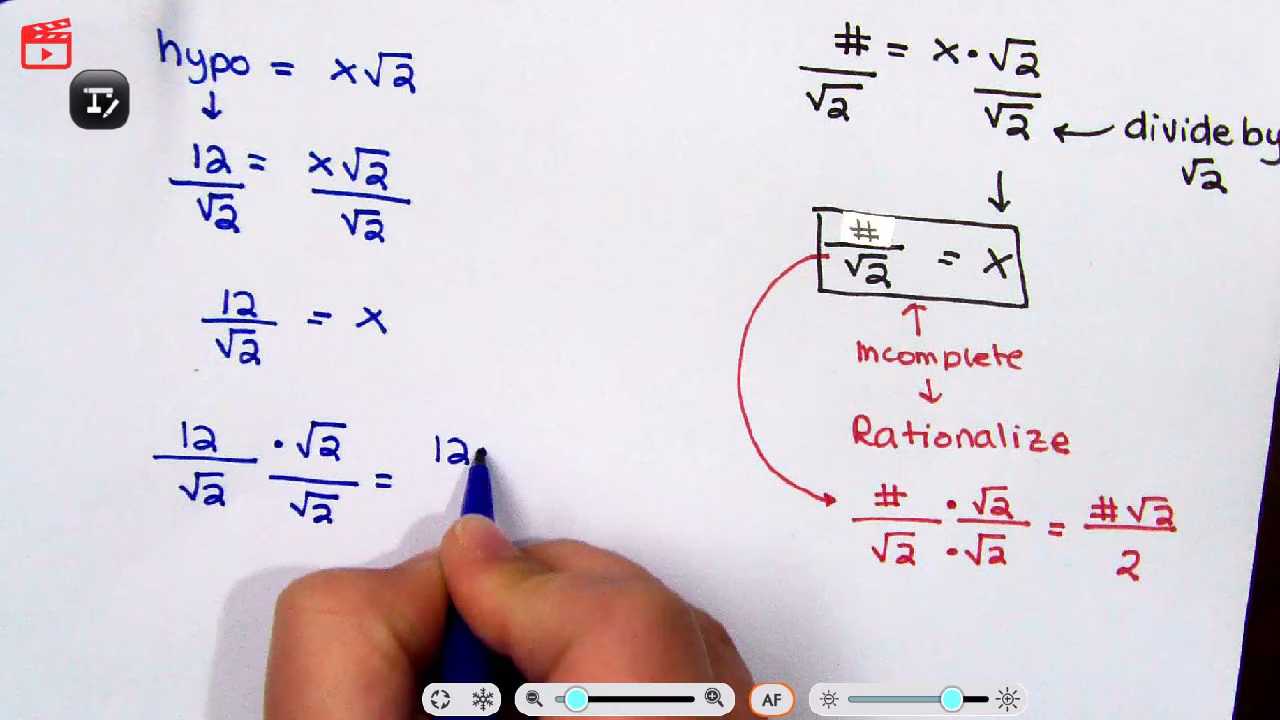 hypo = x√2
↓
12/√2 = x√2/√2
12/√2 = x
12/√2 · √2/√2 = 12
#/√2 = x·√2/√2 ← divide by √2
↓
#/√2 = x
↑
Incomplete
↓
Rationalize
#/√2 · √2/·√2 = #√2/2
AF